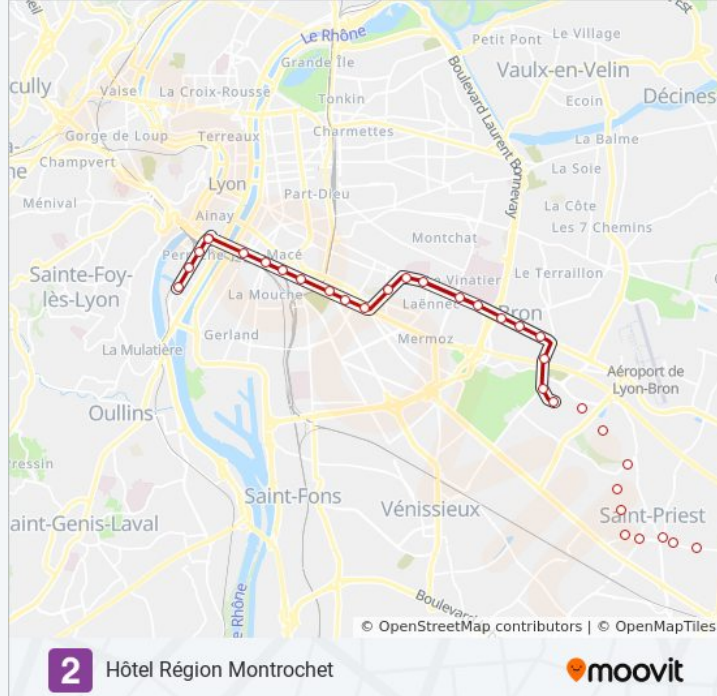 Le Rhône
Petit Pont
Le Village
Grande Île
Vaulx-en-Velin
cully
Vaise
La Croix-Rousse
Tonkin
Boulevard Laurent Bonnevay
Ecoin
Décines
Gorge de Loup
Terreaux
Charmettes
La Balme
Champvert
La Soie
Lyon
Part-Dieu
Ménival
La Côte
Ainay
Les 7 Chemins
Montchat
Macé
Sainte-Foy-
lès-Lyon
La Mouche
Vinatier
Le Terraillon
Laënnec
Bron
Gerland
Mermoz
La Mulatière
Aéroport de
Lyon-Bron
Oullins
ressin
Saint-Fons
Vénissieux
Saint-Priest
aint-Genis-Laval
e Rhône
Boulevar
© OpenStreetMap contributors | © OpenMapTiles
2 Hôtel Région Montrochet
moovit